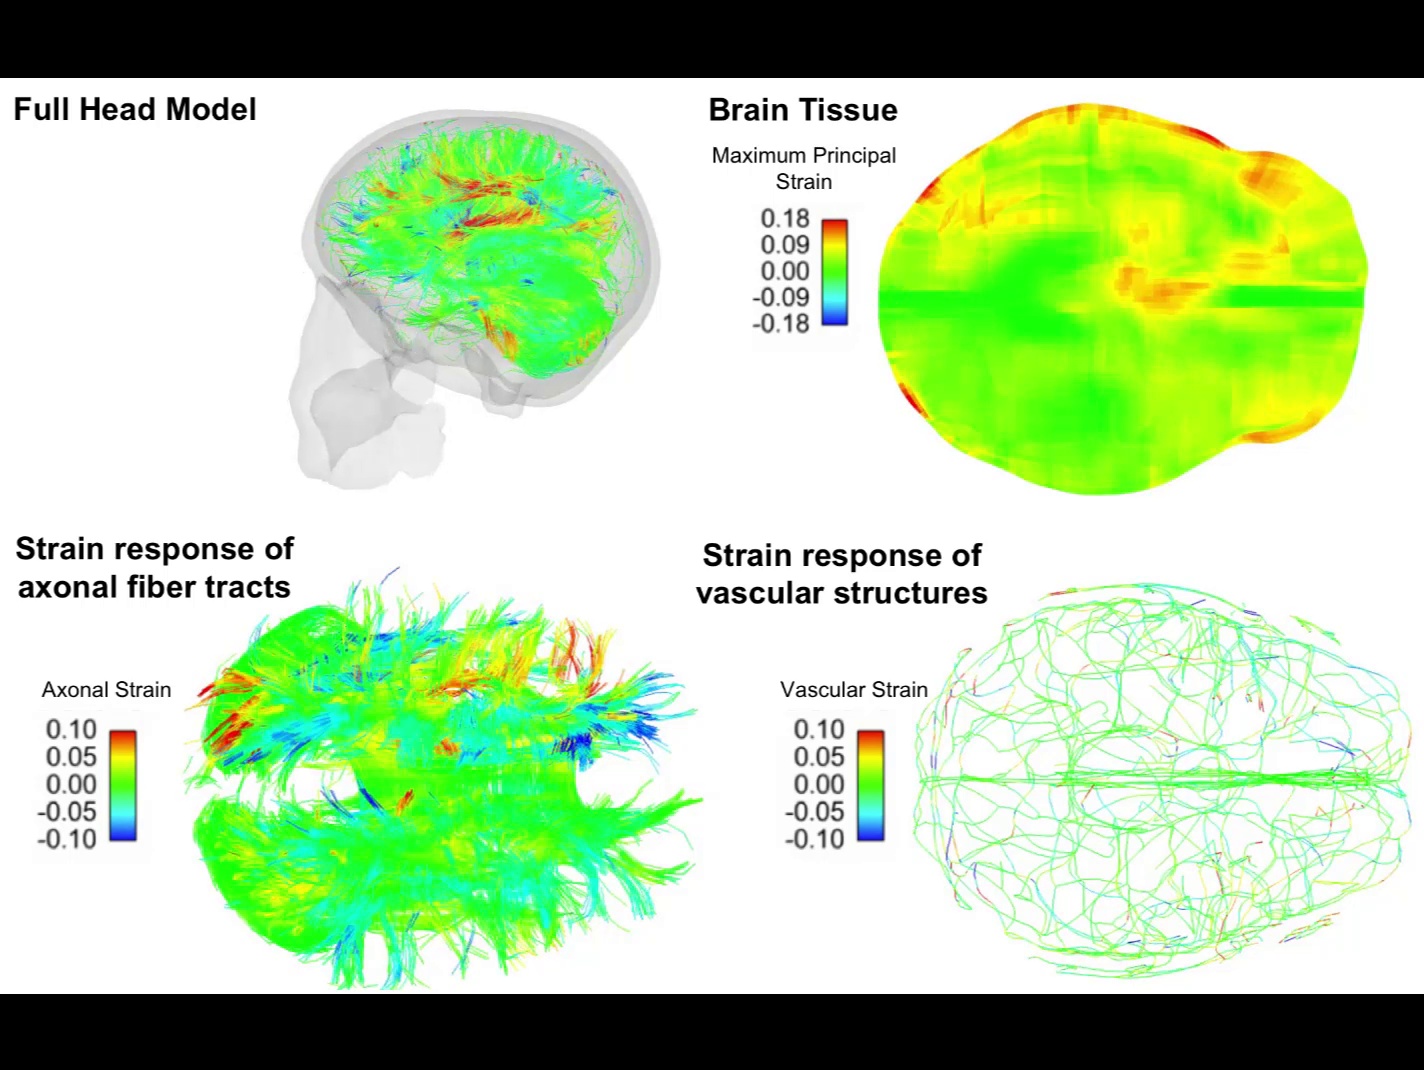 Full Head Model
Brain Tissue
Maximum Principal
Strain
0.18
0.09
0.00
-0.09
-0.18
Strain response of
axonal fiber tracts
Axonal Strain
0.10
0.05
0.00
-0.05
-0.10
Strain response of
vascular structures
Vascular Strain
0.10
0.05
0.00
-0.05
-0.10